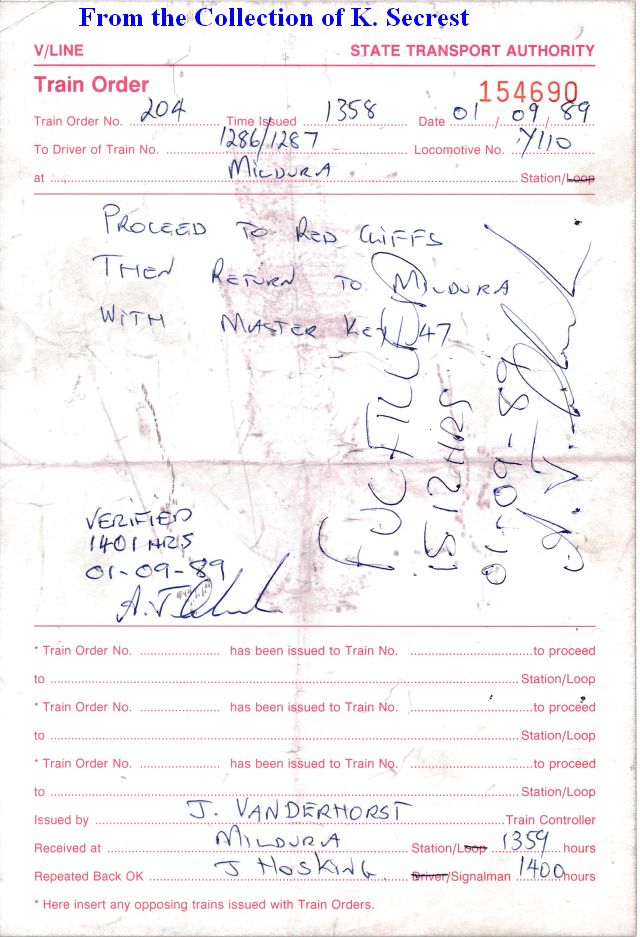 From the Collection of K. Secrest
V/LINE STATE TRANSPORT AUTHORITY
Train Order 154690
Train Order No. 204 Time Issued 1358 Date 01/09/89
To Driver of Train No. 1286/1287 Locomotive No. Y110
at MILDURA Station/Loop
PROCEED TO RED CLIFFS
THEN RETURN TO MILDURA
WITH MASTER KEY 47
FULFILLED
1512 HRS
01-09-89
VERIFIED
1401 HRS
01-09-89
* Train Order No. has been issued to Train No. to proceed
to Station/Loop
* Train Order No. has been issued to Train No. to proceed
to Station/Loop
* Train Order No. has been issued to Train No. to proceed
to Station/Loop
Issued by J. VANDERHORST Train Controller
Received at MILDURA Station/Loop 1359 hours
Repeated Back OK J HOSKING Driver/Signalman 1400 hours
* Here insert any opposing trains issued with Train Orders.